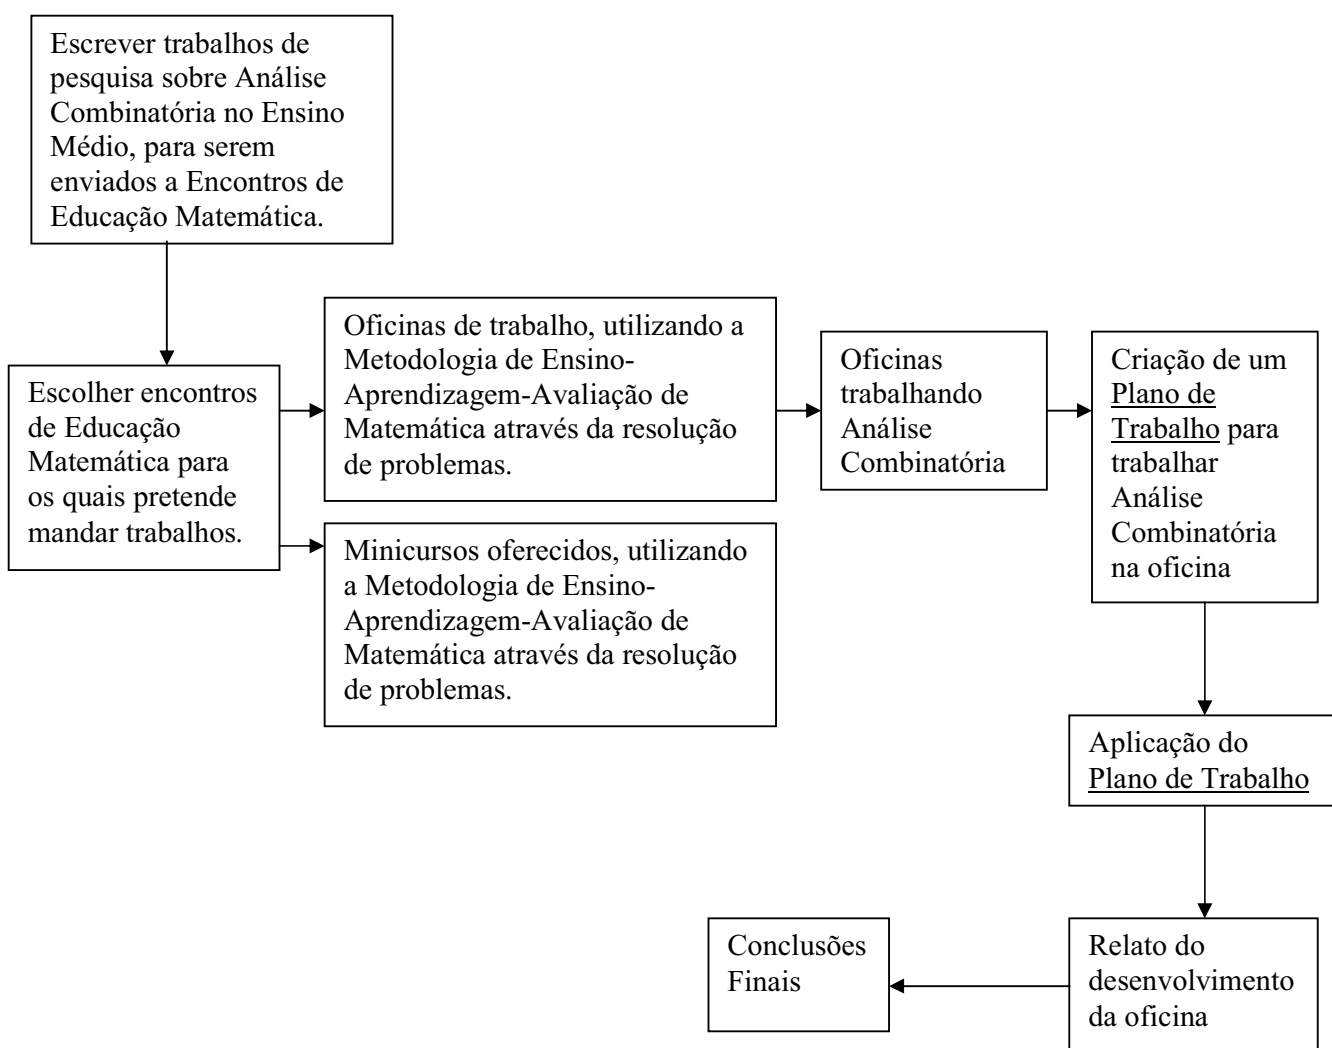 Escrever trabalhos de
pesquisa sobre Análise
Combinatória no Ensino
Médio, para serem
enviados a Encontros de
Educação Matemática.
Escolher encontros
de Educação
Matemática para
os quais pretende
mandar trabalhos.
Oficinas de trabalho, utilizando a
Metodologia de Ensino-
Aprendizagem-Avaliação de
Matemática através da resolução
de problemas.
Minicursos oferecidos, utilizando
a Metodologia de Ensino-
Aprendizagem-Avaliação de
Matemática através da resolução
de problemas.
Oficinas
trabalhando
Análise
Combinatória
Criação de um
Plano de
Trabalho para
trabalhar
Análise
Combinatória
na oficina
Aplicação do
Plano de Trabalho
Relato do
desenvolvimento
da oficina
Conclusões
Finais